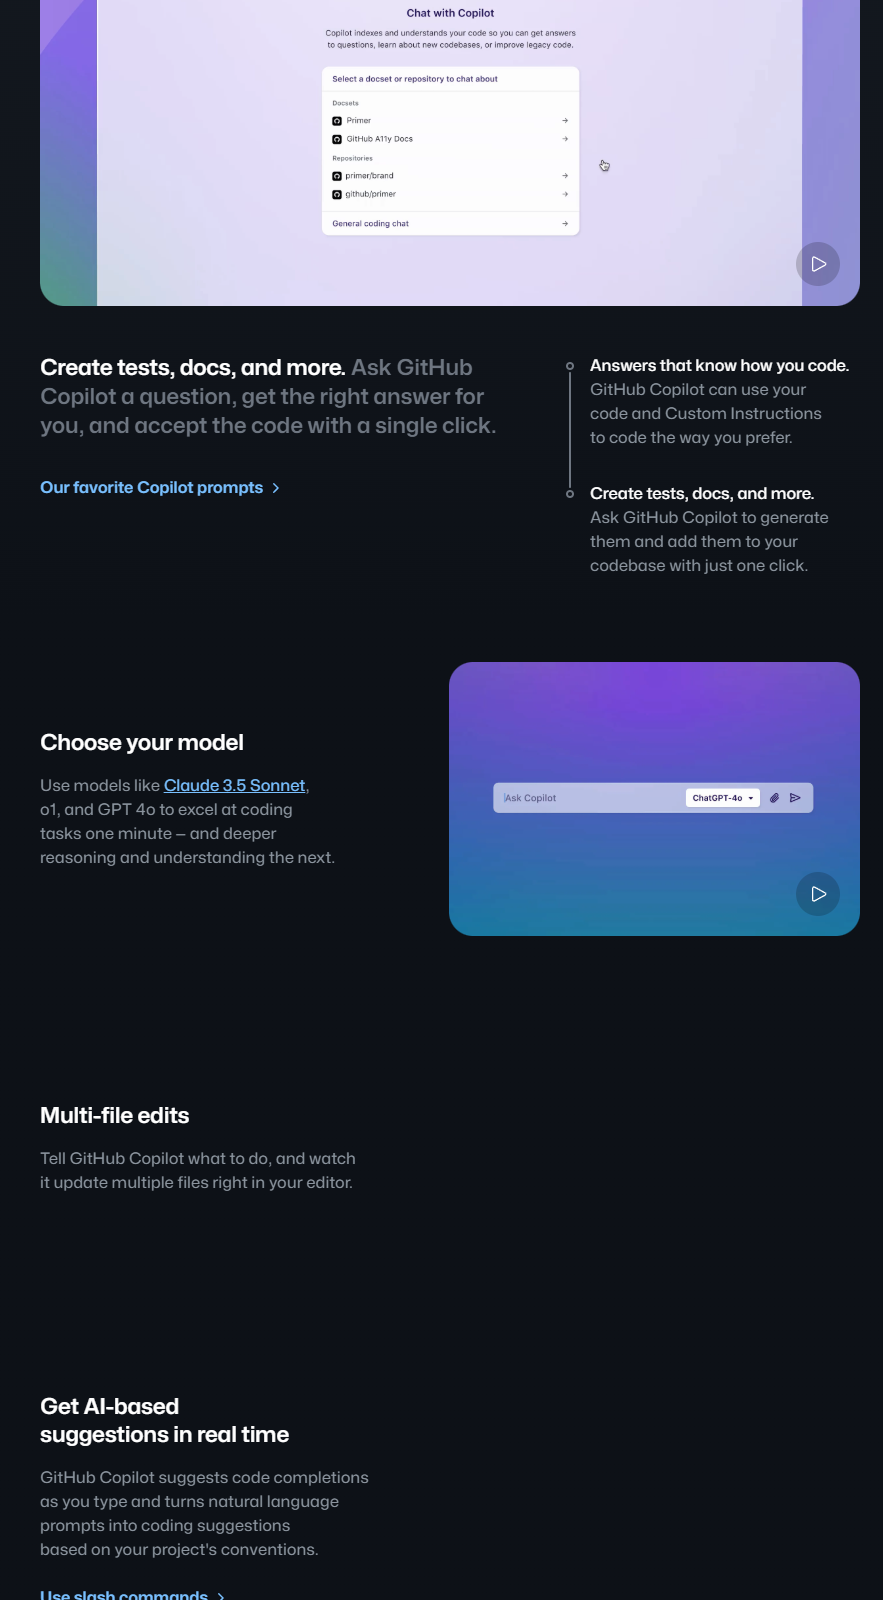 Chat with Copilot
Copilot indexes and understands your code so you can get answers
to questions, learn about new codebases, or improve legacy code.
Select a docset or repository to chat about
Docsets
Primer
GitHub A11y Docs
Repositories
primer/brand
github/primer
General coding chat
Create tests, docs, and more. Ask GitHub
Copilot a question, get the right answer for
you, and accept the code with a single click.
Our favorite Copilot prompts
Answers that know how you code.
GitHub Copilot can use your
code and Custom Instructions
to code the way you prefer.
Create tests, docs, and more.
Ask GitHub Copilot to generate
them and add them to your
codebase with just one click.
Choose your model
Use models like Claude 3.5 Sonnet,
o1, and GPT 4o to excel at coding
tasks one minute – and deeper
reasoning and understanding the next.
Ask Copilot
ChatGPT-4o
Multi-file edits
Tell GitHub Copilot what to do, and watch
it update multiple files right in your editor.
Get AI-based
suggestions in real time
GitHub Copilot suggests code completions
as you type and turns natural language
prompts into coding suggestions
based on your project's conventions.
Use slash commands